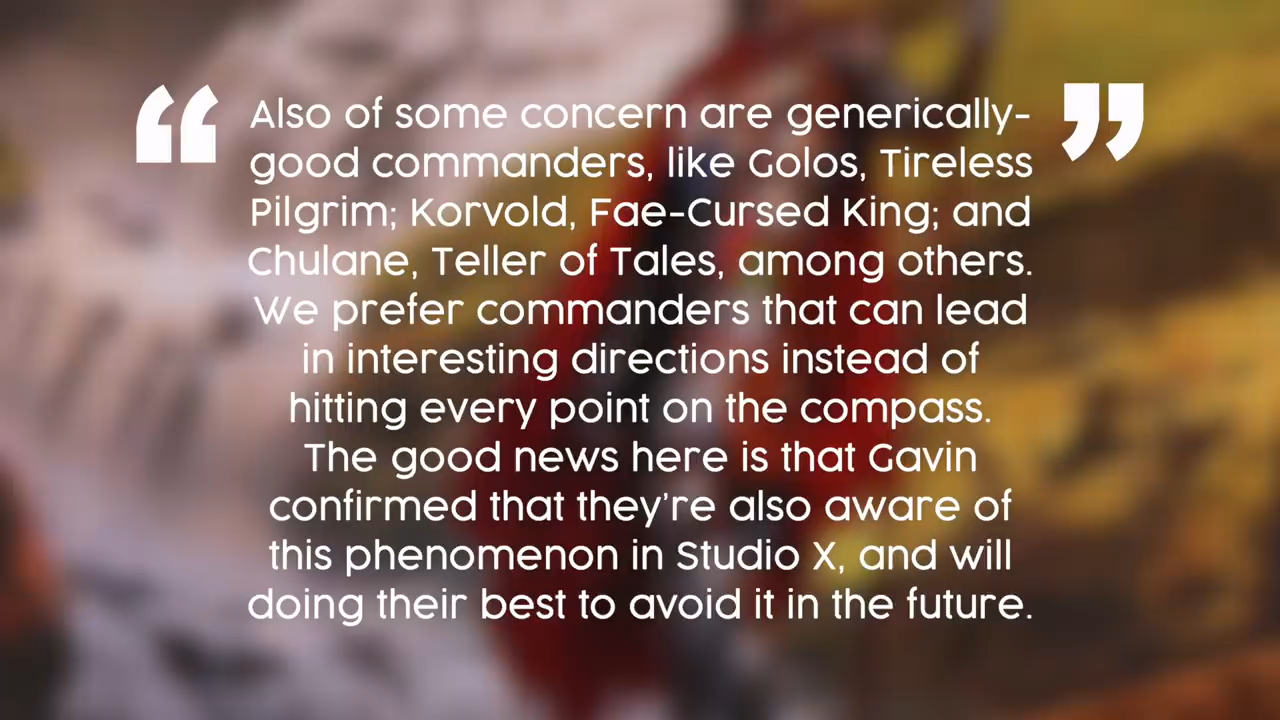 “ Also of some concern are generically- ”
good commanders, like Golos, Tireless
Pilgrim; Korvold, Fae-Cursed King; and
Chulane, Teller of Tales, among others.
We prefer commanders that can lead
in interesting directions instead of
hitting every point on the compass.
The good news here is that Gavin
confirmed that they're also aware of
this phenomenon in Studio X, and will
doing their best to avoid it in the future.